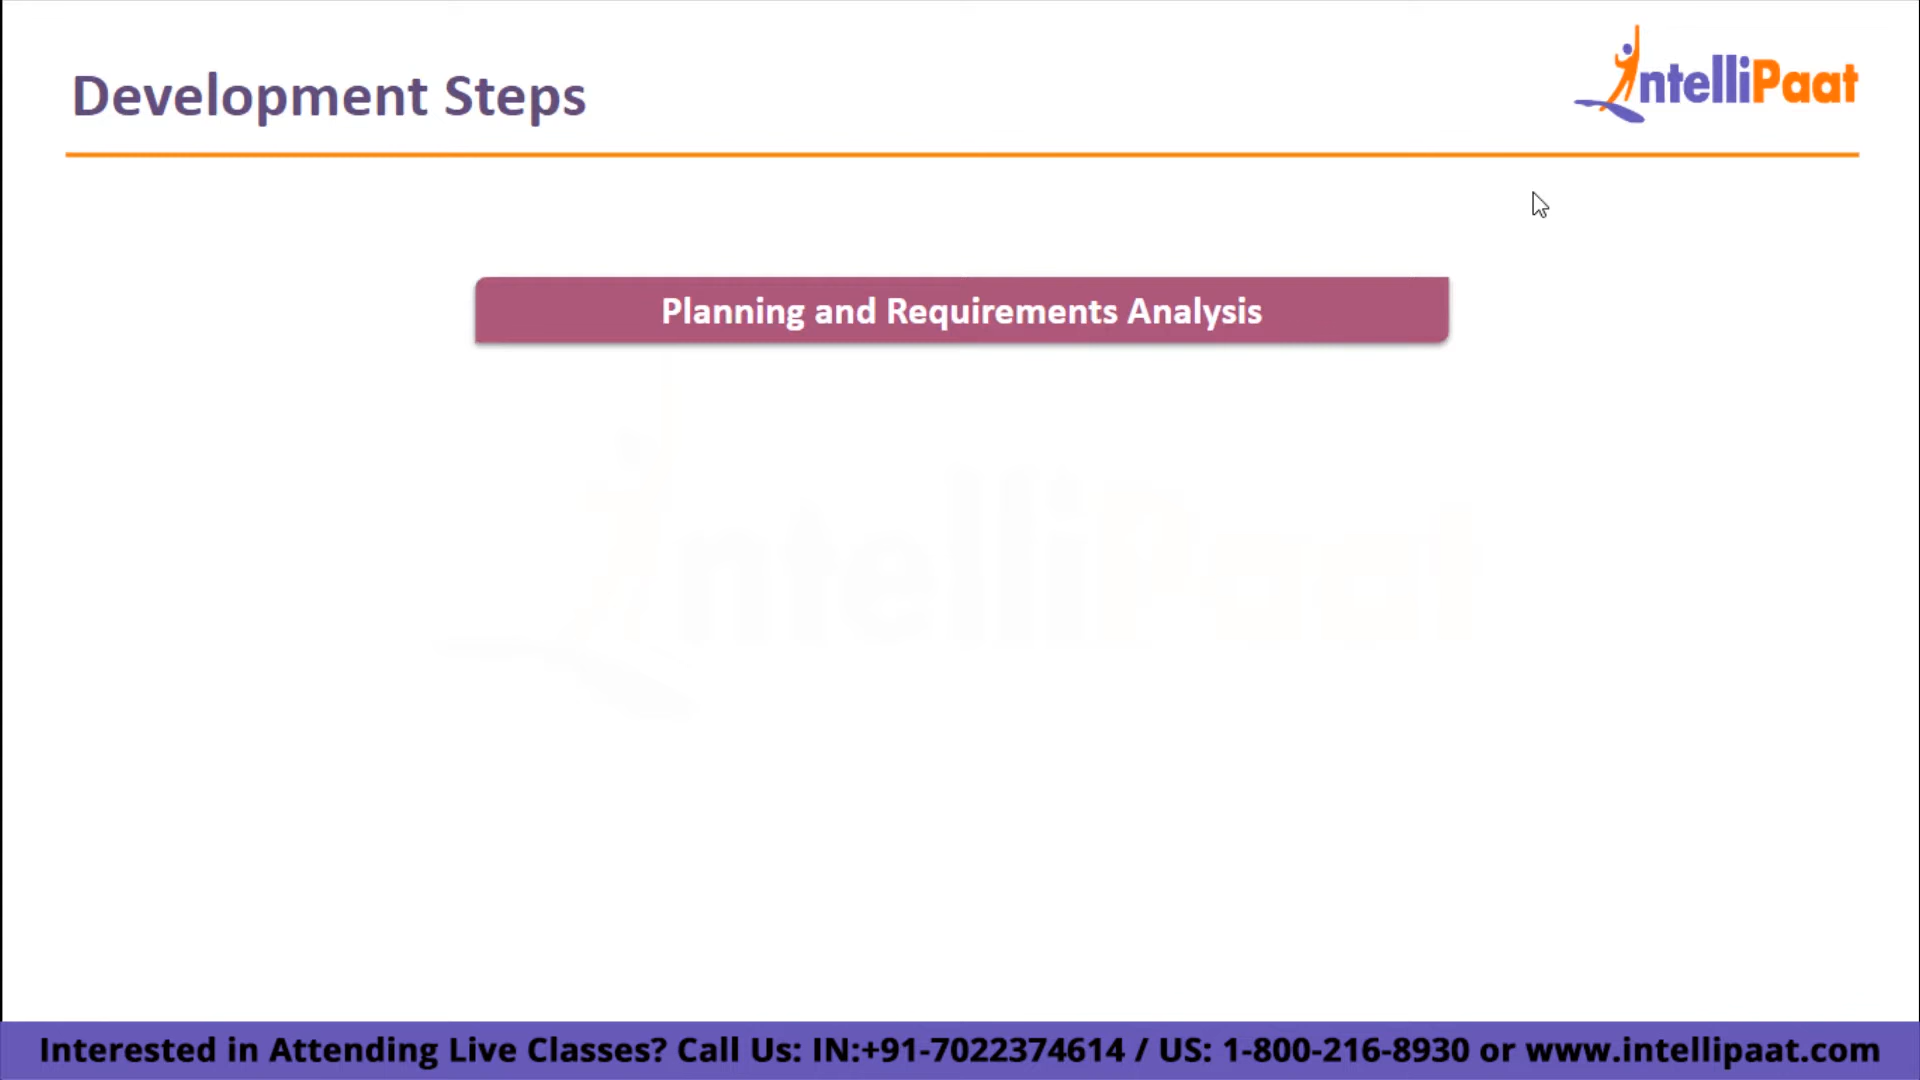 Development Steps
IntelliPaat
Planning and Requirements Analysis
IntelliPaat
Interested in Attending Live Classes? Call Us: IN:+91-7022374614 / US: 1-800-216-8930 or www.intellipaat.com